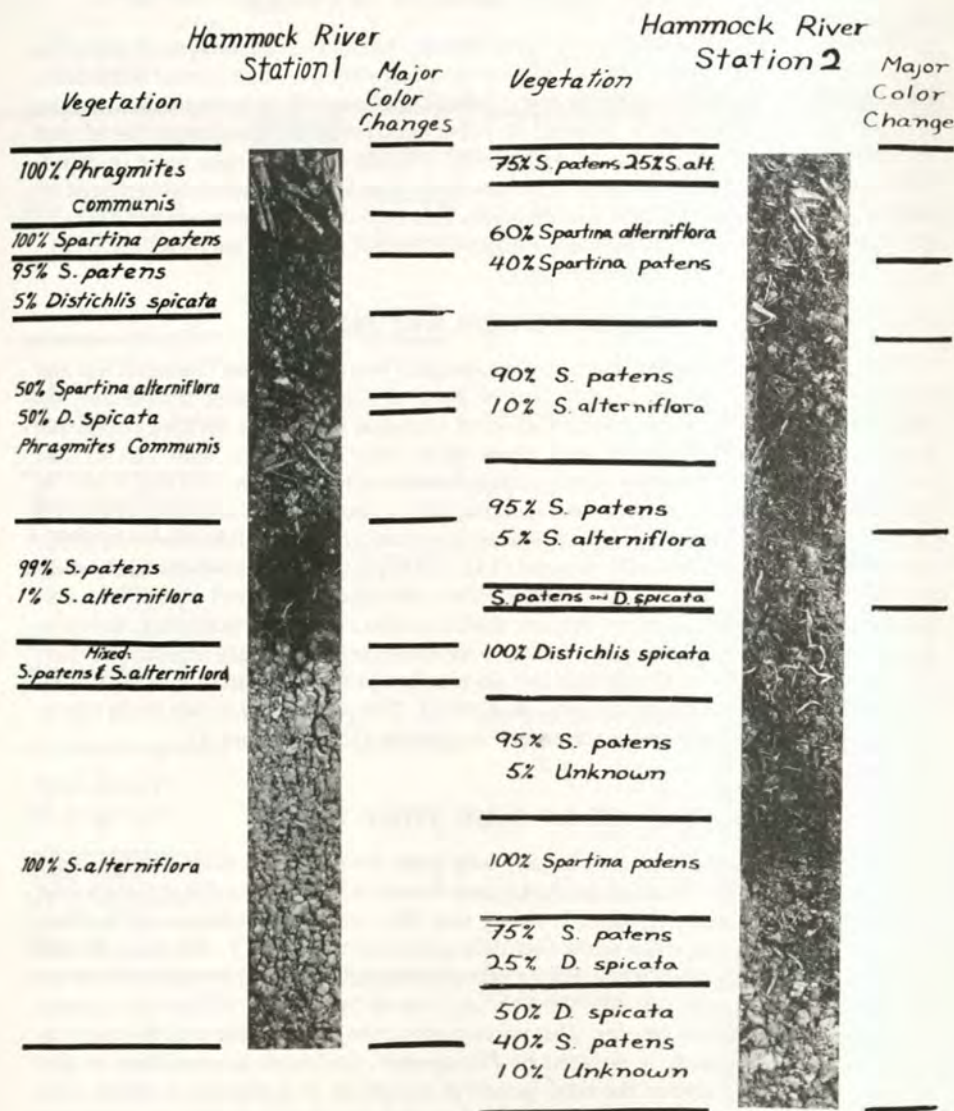 Hammock River
Station 1
Vegetation
Major
Color
Changes
100% Phragmites
communis
100% Spartina patens
95% S. patens
5% Distichlis spicata
50% Spartina alterniflora
50% D. spicata
Phragmites Communis
99% S. patens
1% S. alterniflora
Mixed
S. patens & S. alterniflora
100% S. alterniflora
Hammock River
Station 2
Vegetation
Major
Color
Change
75% S. patens 25% S. alt.
60% Spartina alterniflora
40% Spartina patens
90% S. patens
10% S. alterniflora
95% S. patens
5% S. alterniflora
S. patens and D. spicata
100% Distichlis spicata
95% S. patens
5% Unknown
100% Spartina patens
75% S. patens
25% D. spicata
50% D. spicata
40% S. patens
10% Unknown